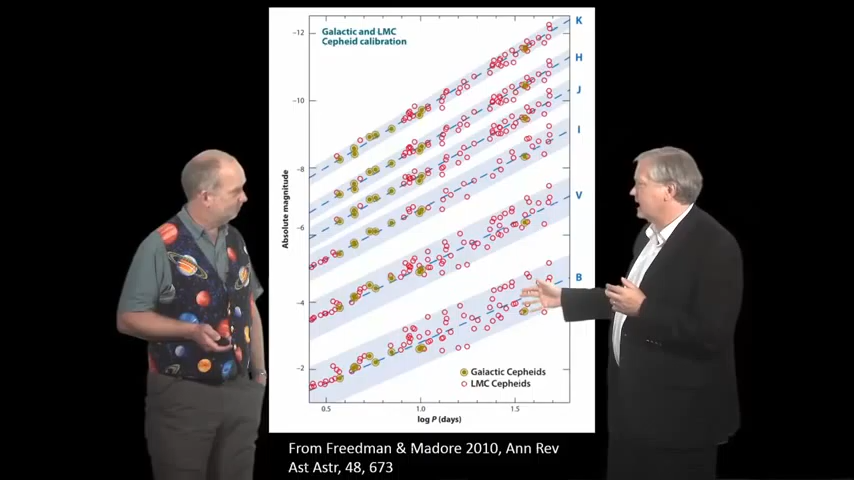 Galactic and LMC
Cepheid calibration
K
H
J
I
V
B
–12
–10
–8
–6
–4
–2
Absolute magnitude
Galactic Cepheids
LMC Cepheids
0.5
1.0
1.5
log P (days)
From Freedman & Madore 2010, Ann Rev
Ast Astr, 48, 673